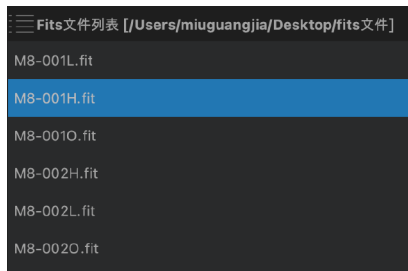 Fits文件列表 [/Users/miuguangjia/Desktop/fits文件]
M8-001L.fit
M8-001H.fit
M8-001O.fit
M8-002H.fit
M8-002L.fit
M8-002O.fit